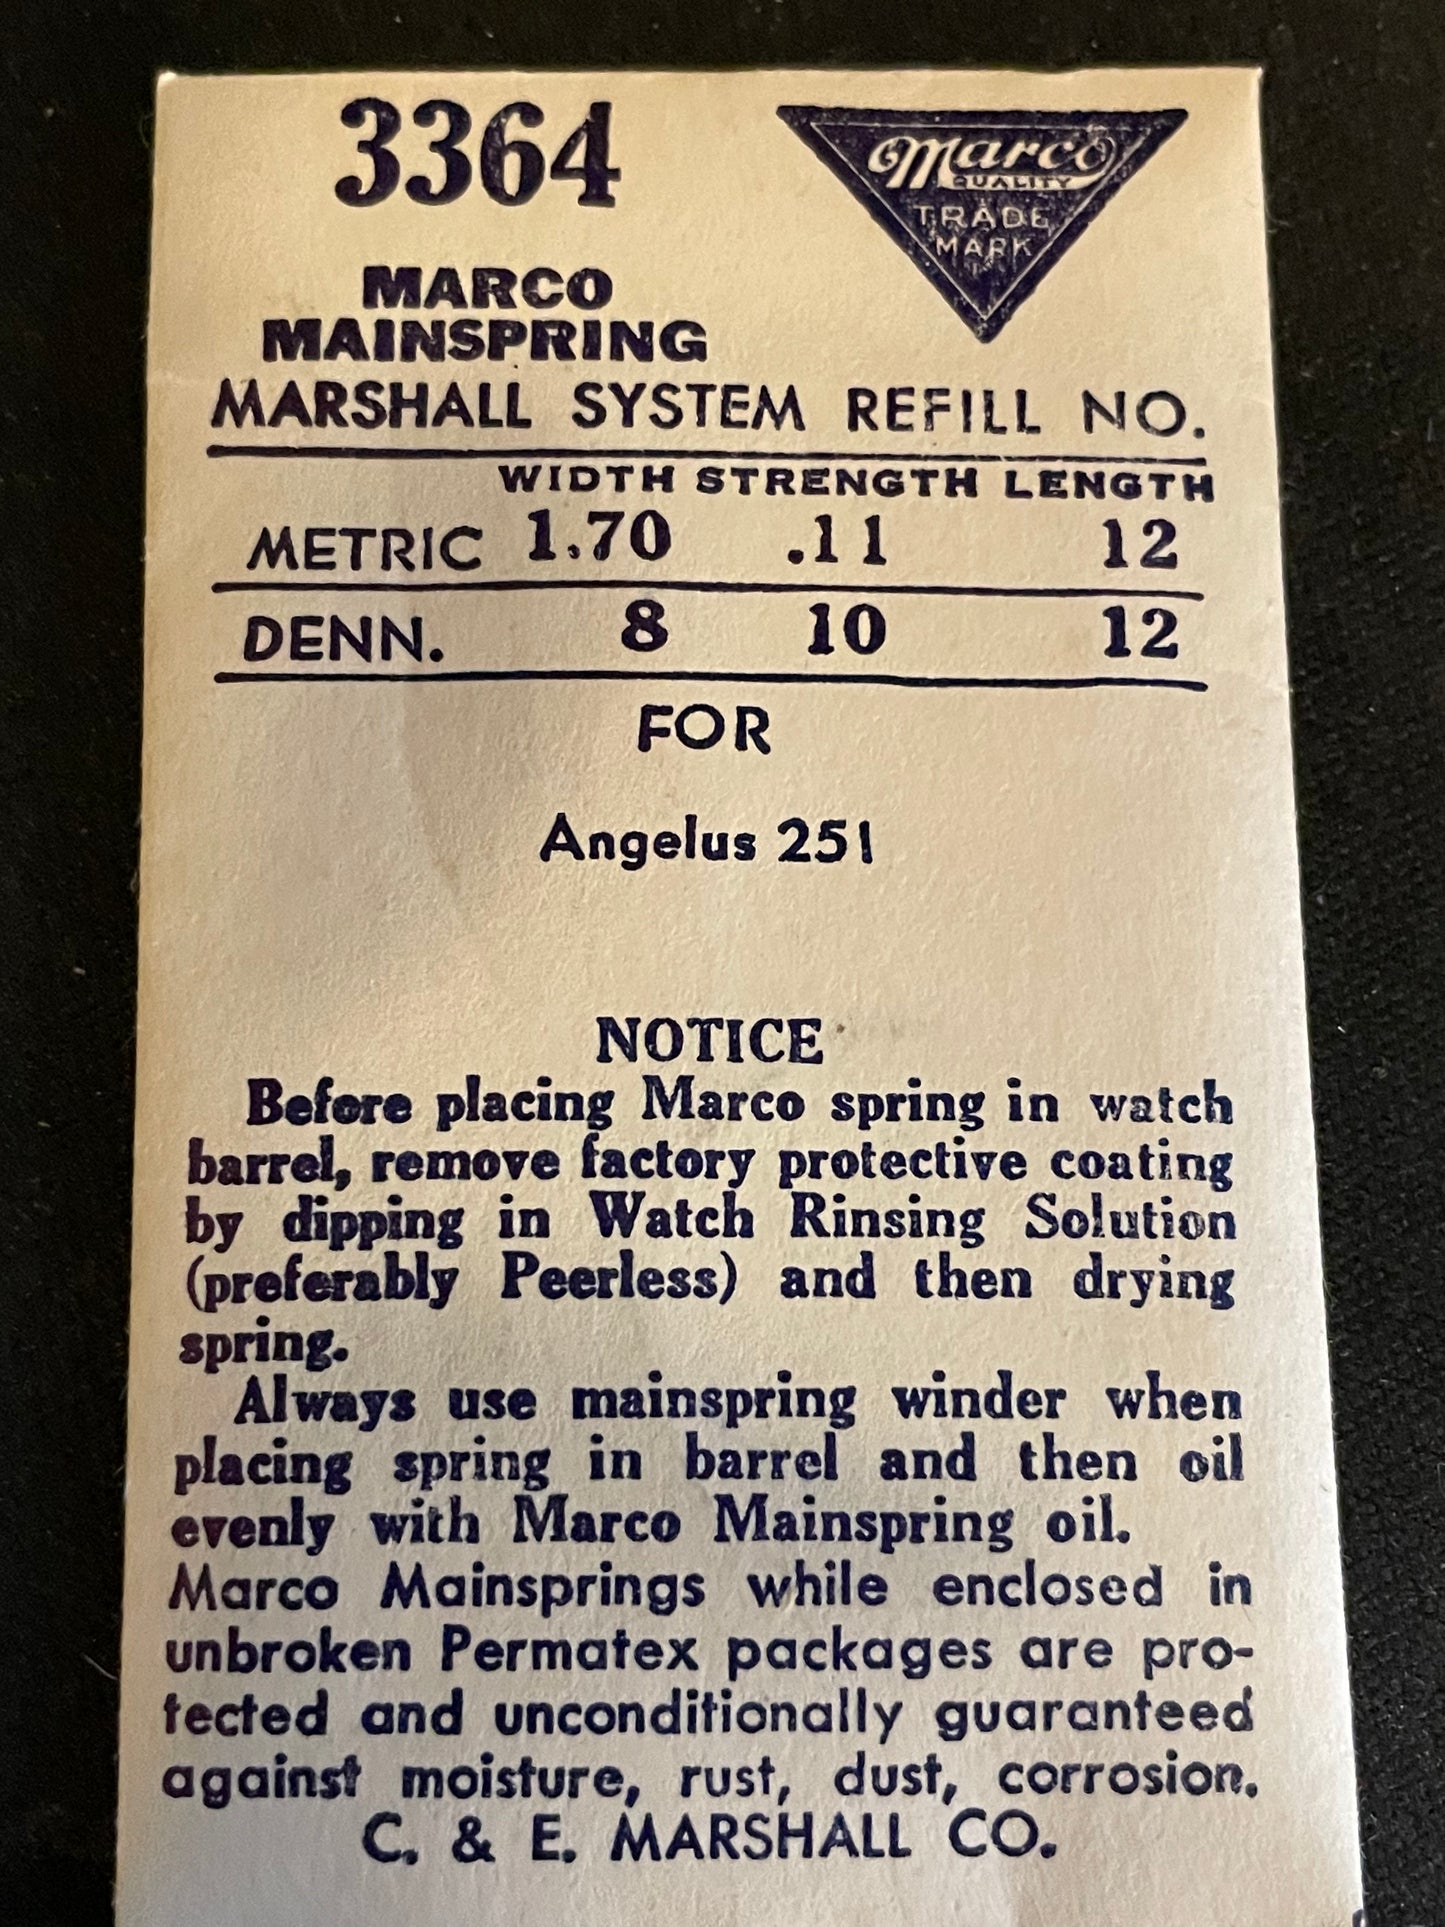 3364
Marco
QUALITY
TRADE
MARK
MARCO
MAINSPRING
MARSHALL SYSTEM REFILL NO.
WIDTH STRENGTH LENGTH
METRIC 1.70 .11 12
DENN. 8 10 12
FOR
Angelus 251
NOTICE
Before placing Marco spring in watch
barrel, remove factory protective coating
by dipping in Watch Rinsing Solution
(preferably Peerless) and then drying
spring.
Always use mainspring winder when
placing spring in barrel and then oil
evenly with Marco Mainspring oil.
Marco Mainsprings while enclosed in
unbroken Permatex packages are pro-
tected and unconditionally guaranteed
against moisture, rust, dust, corrosion.
C. & E. MARSHALL CO.